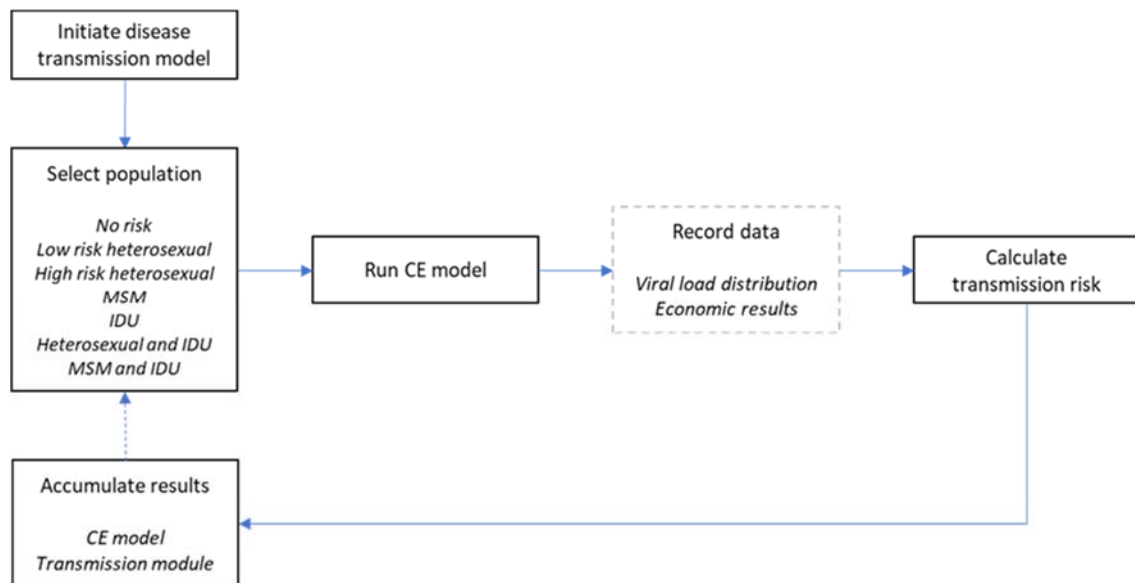 Initiate disease
transmission model
Select population
No risk
Low risk heterosexual
High risk heterosexual
MSM
IDU
Heterosexual and IDU
MSM and IDU
Run CE model
Record data
Viral load distribution
Economic results
Calculate
transmission risk
Accumulate results
CE model
Transmission module